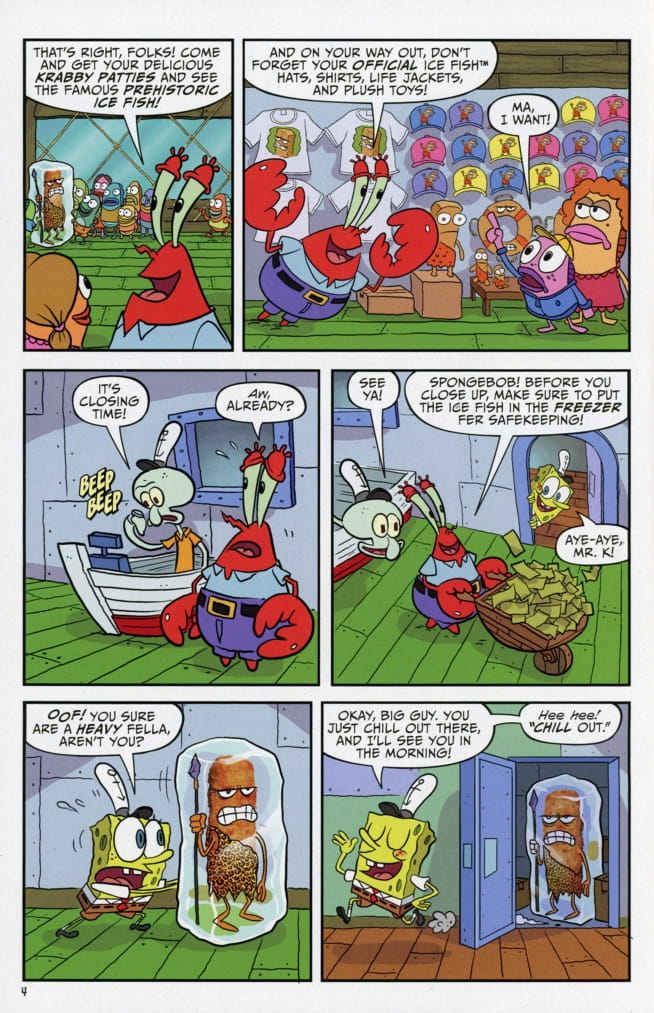 THAT'S RIGHT, FOLKS! COME
AND GET YOUR DELICIOUS
KRABBY PATTIES AND SEE
THE FAMOUS PREHISTORIC
ICE FISH!
AND ON YOUR WAY OUT, DON'T
FORGET YOUR OFFICIAL ICE FISH™
HATS, SHIRTS, LIFE JACKETS,
AND PLUSH TOYS!
MA,
I WANT!
IT'S
CLOSING
TIME!
AW,
ALREADY?
BEEP
BEEP
SEE
YA!
SPONGEBOB! BEFORE YOU
CLOSE UP, MAKE SURE TO PUT
THE ICE FISH IN THE FREEZER
FER SAFEKEEPING!
AYE-AYE,
MR. K!
OOF! YOU SURE
ARE A HEAVY FELLA,
AREN'T YOU?
OKAY, BIG GUY. YOU
JUST CHILL OUT THERE,
AND I'LL SEE YOU IN
THE MORNING!
Hee hee!
"CHILL OUT."
4